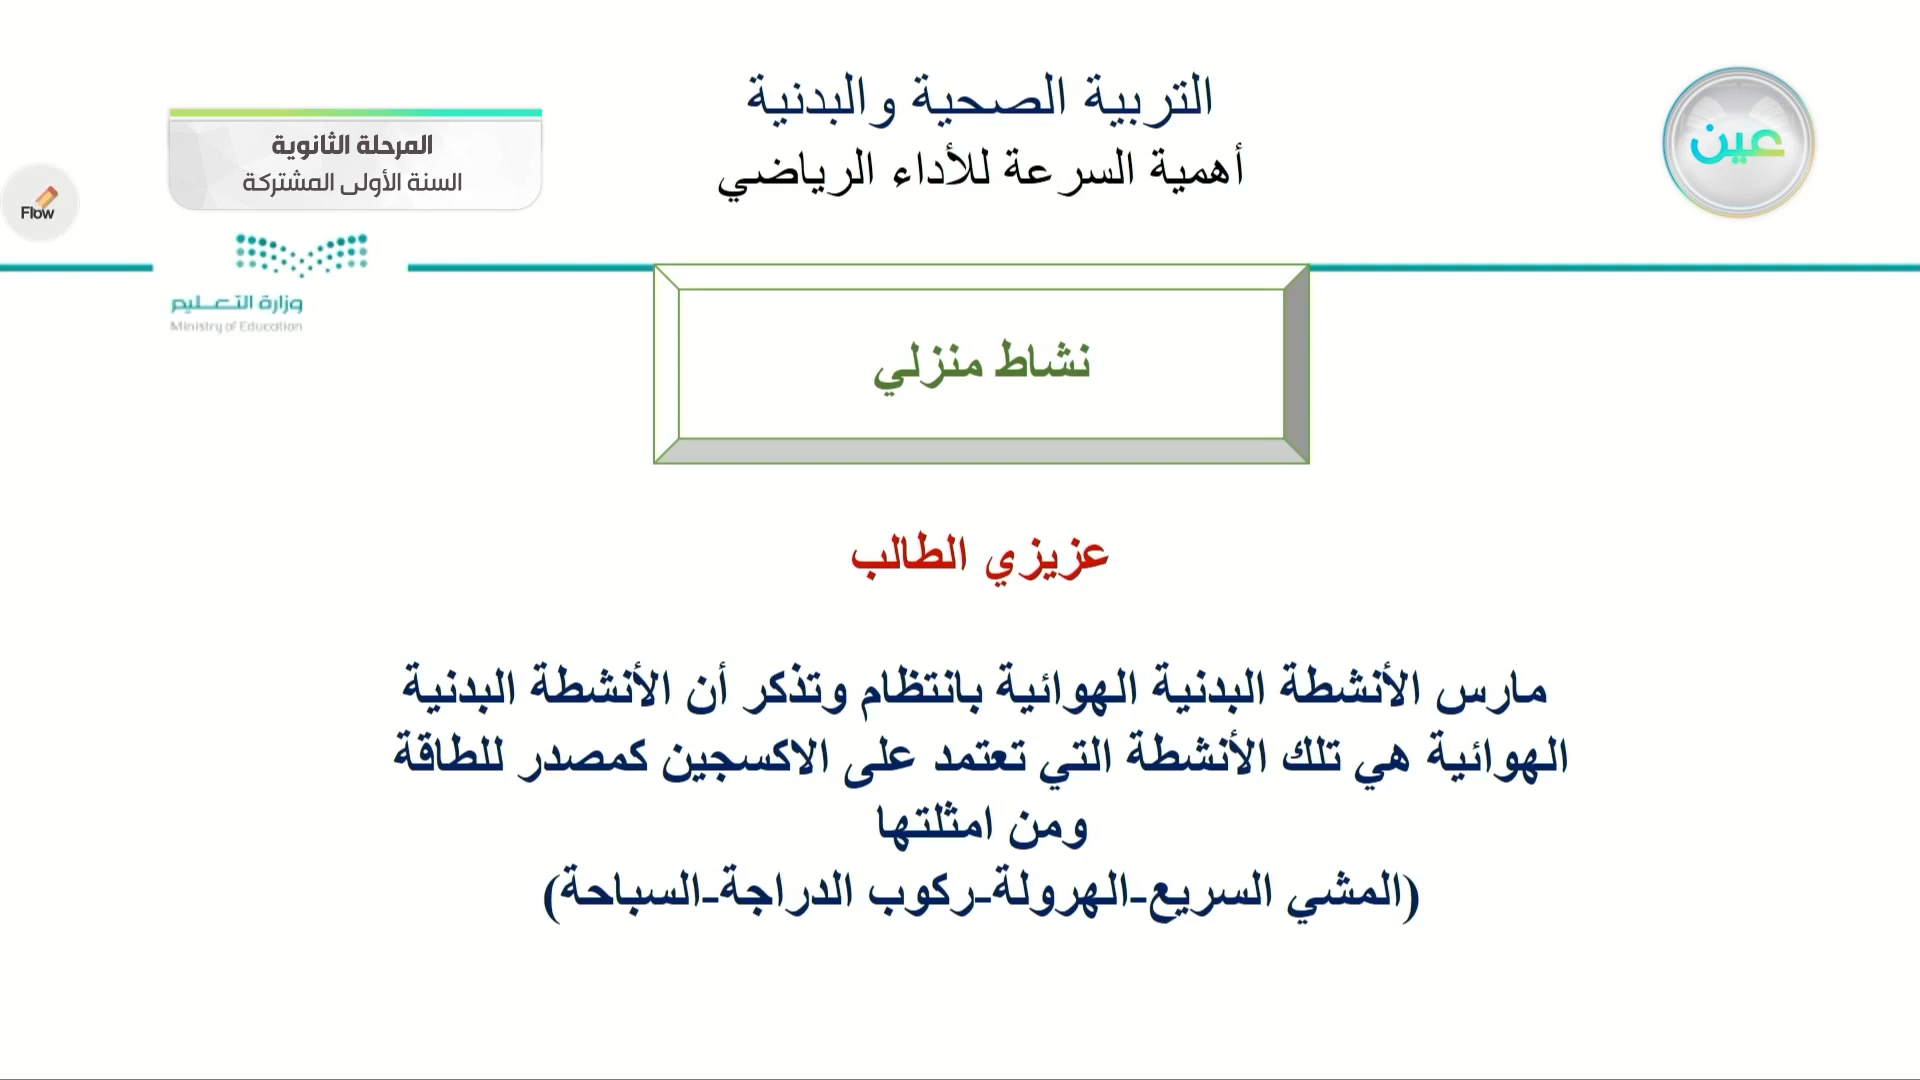 التربية الصحية والبدنية
أهمية السرعة للأداء الرياضي
عين
المرحلة الثانوية
السنة الأولى المشتركة
Flow
وزارة التعليم
Ministry of Education
نشاط منزلي
عزيزي الطالب
مارس الأنشطة البدنية الهوائية بانتظام وتذكر أن الأنشطة البدنية
الهوائية هي تلك الأنشطة التي تعتمد على الاكسجين كمصدر للطاقة
ومن امثلتها
(المشي السريع-الهرولة-ركوب الدراجة-السباحة)